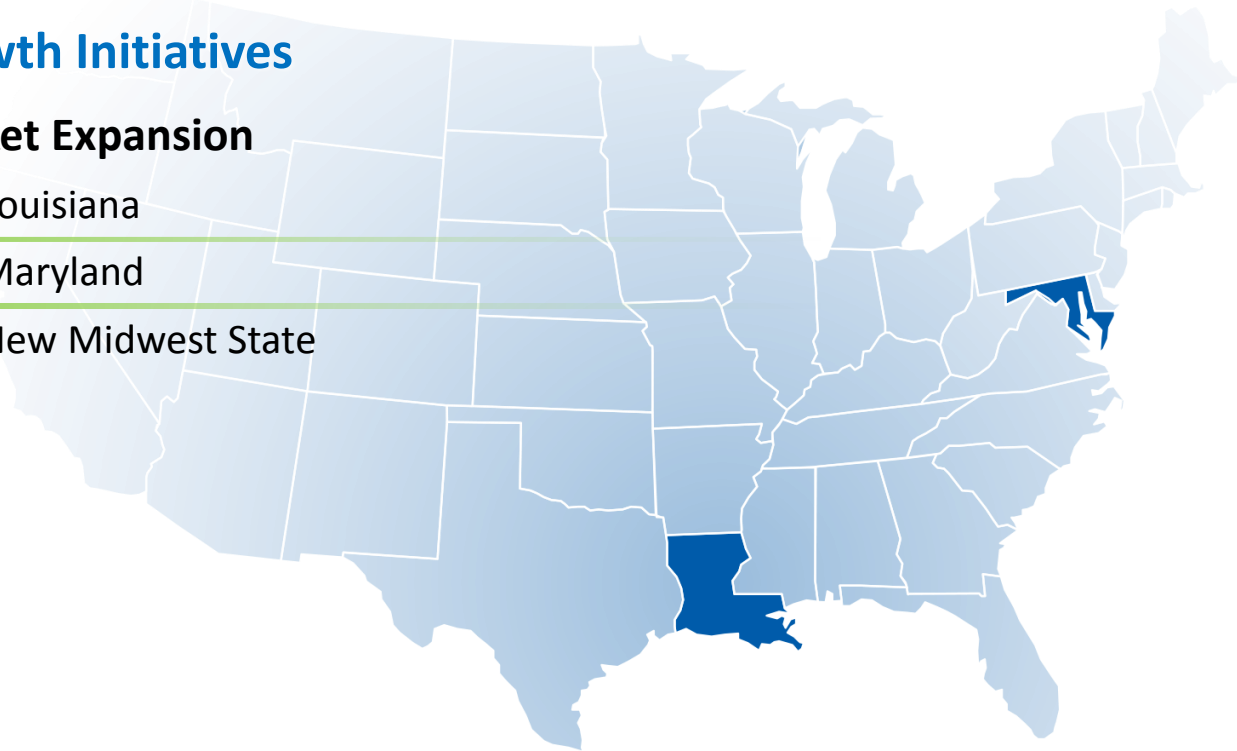 wth Initiatives
et Expansion
ouisiana
Maryland
New Midwest State